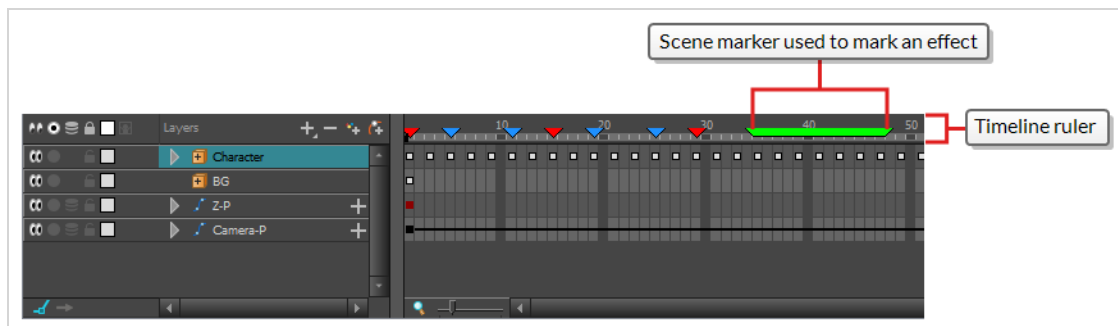 Scene marker used to mark an effect
Layers
10 20 30 40 50
Timeline ruler
Character
BG
Z-P
Camera-P